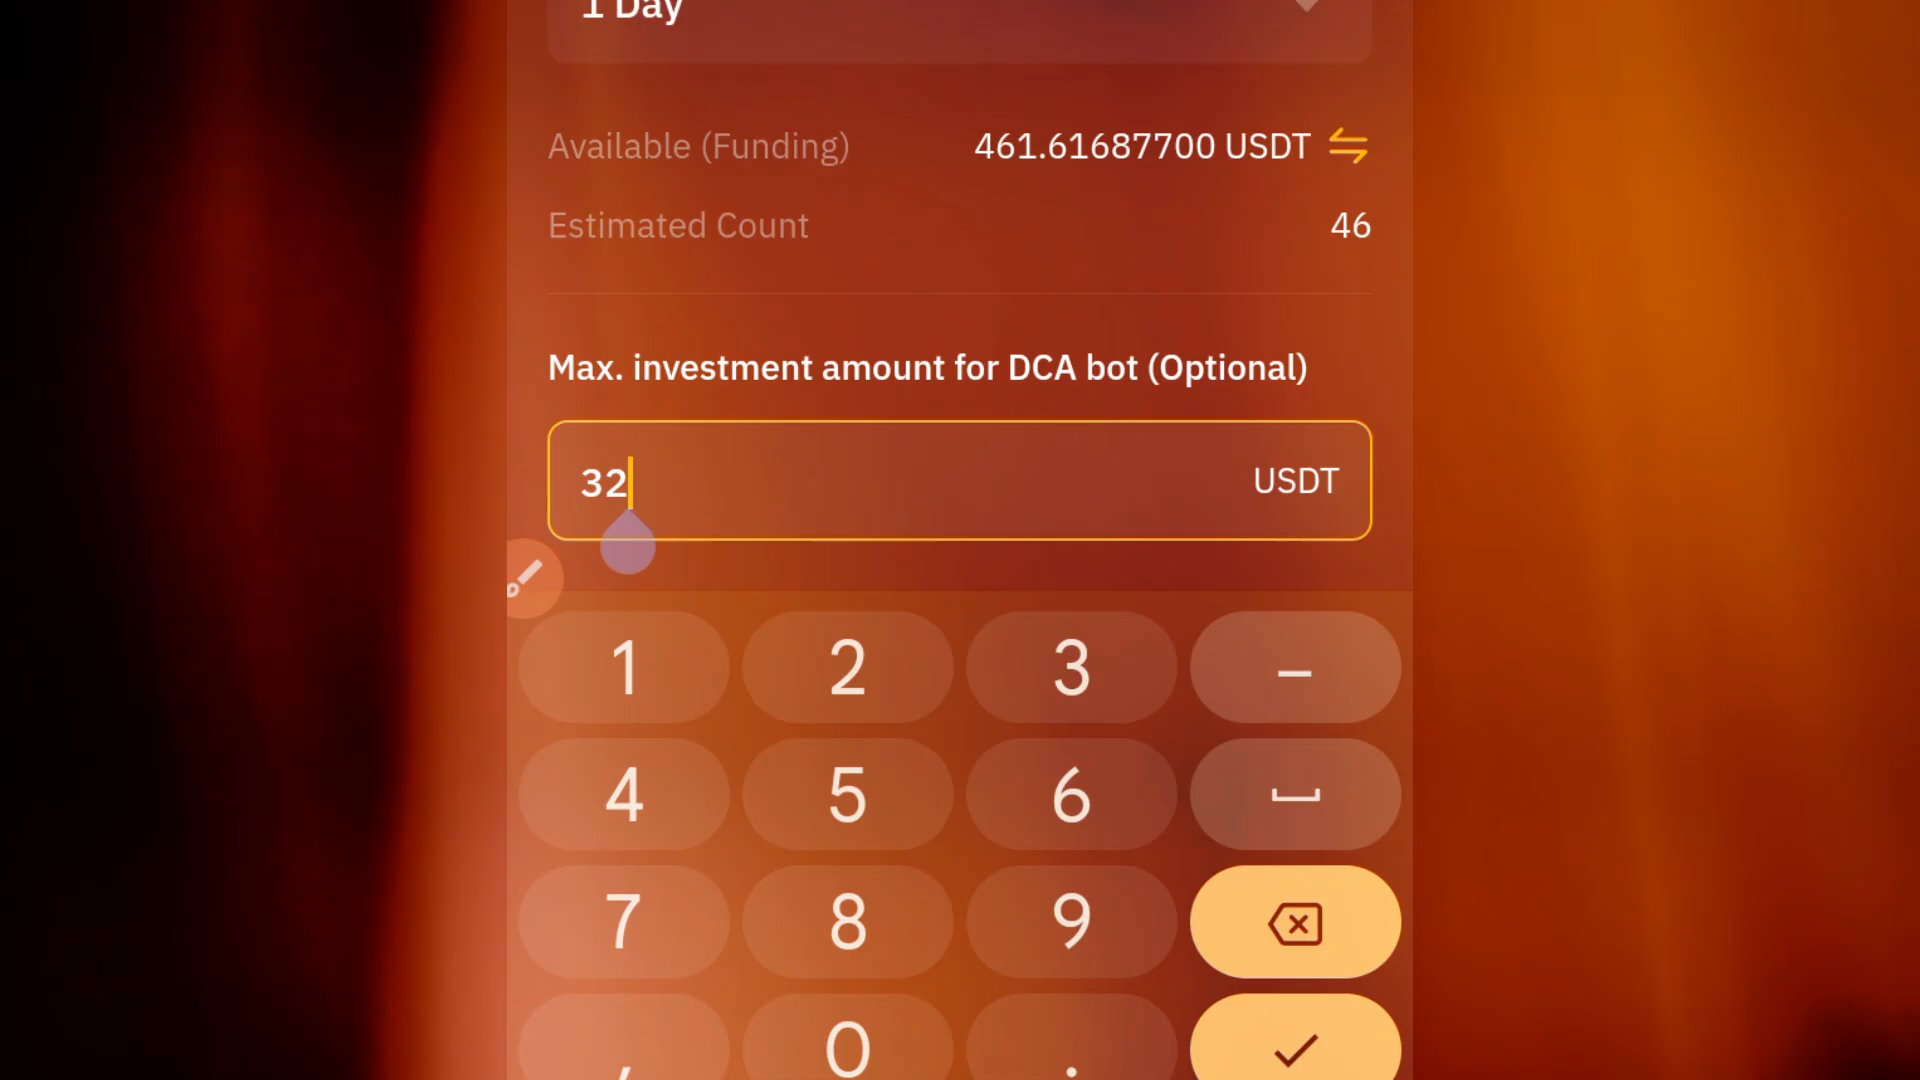 1 Day
Available (Funding) 461.61687700 USDT
Estimated Count 46
Max. investment amount for DCA bot (Optional)
32 USDT
1 2 3 –
4 5 6
7 8 9
, 0 .